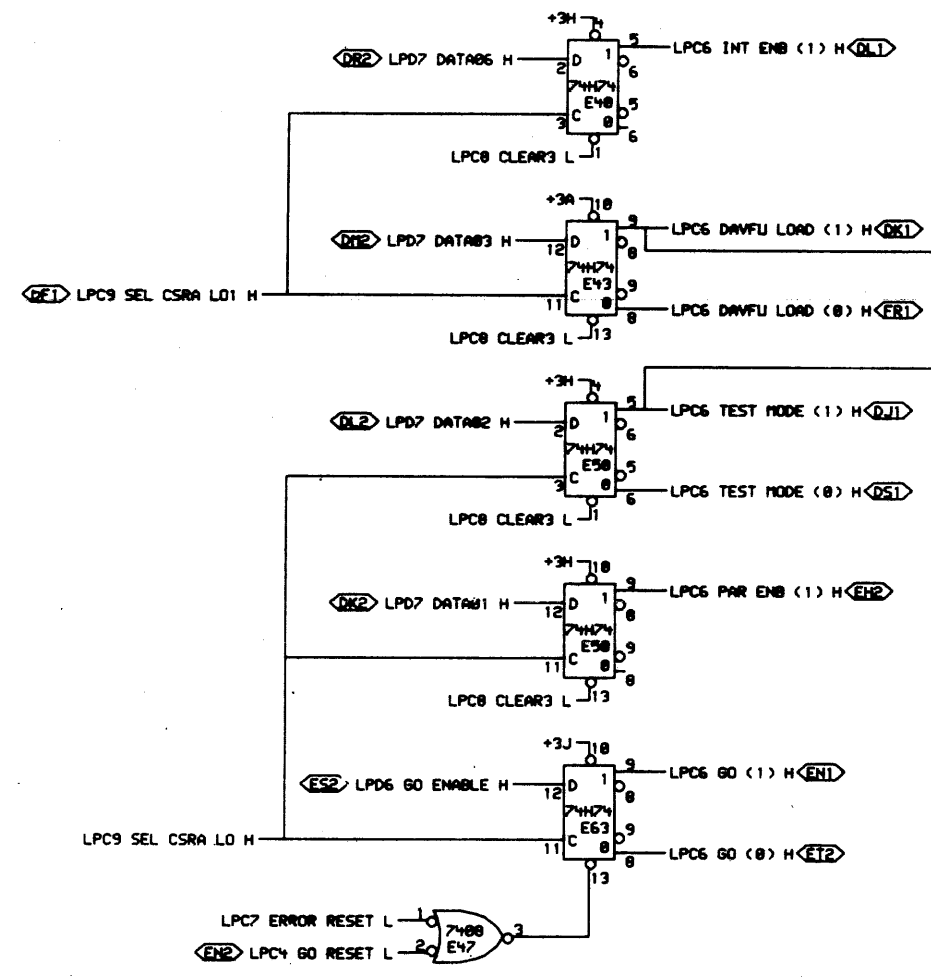 +3H 4
DR2 LPD7 DATA06 H 2 D 1 5 LPC6 INT ENB (1) H DL1
6
74H74
E40
3 C 0 5
6
LPC8 CLEAR3 L 1
+3A 10
DM2 LPD7 DATA03 H 12 D 1 9 LPC6 DAVFU LOAD (1) H DK1
8
74H74
E43
DF1 LPC9 SEL CSRA LO1 H 11 C 0 9
8 LPC6 DAVFU LOAD (0) H FR1
LPC8 CLEAR3 L 13
+3H 4
DL2 LPD7 DATA02 H 2 D 1 5 LPC6 TEST MODE (1) H DJ1
6
74H74
E50
3 C 0 5
6 LPC6 TEST MODE (0) H DS1
LPC8 CLEAR3 L 1
+3H 10
DK2 LPD7 DATA01 H 12 D 1 9 LPC6 PAR ENB (1) H EH2
8
74H74
E50
11 C 0 9
8
LPC8 CLEAR3 L 13
+3J 10
ES2 LPD6 GO ENABLE H 12 D 1 9 LPC6 GO (1) H EN1
8
74H74
E63
LPC9 SEL CSRA LO H 11 C 0 9
8 LPC6 GO (0) H ET2
13
LPC7 ERROR RESET L 1
7408 3
E47
EN2 LPC4 GO RESET L 2